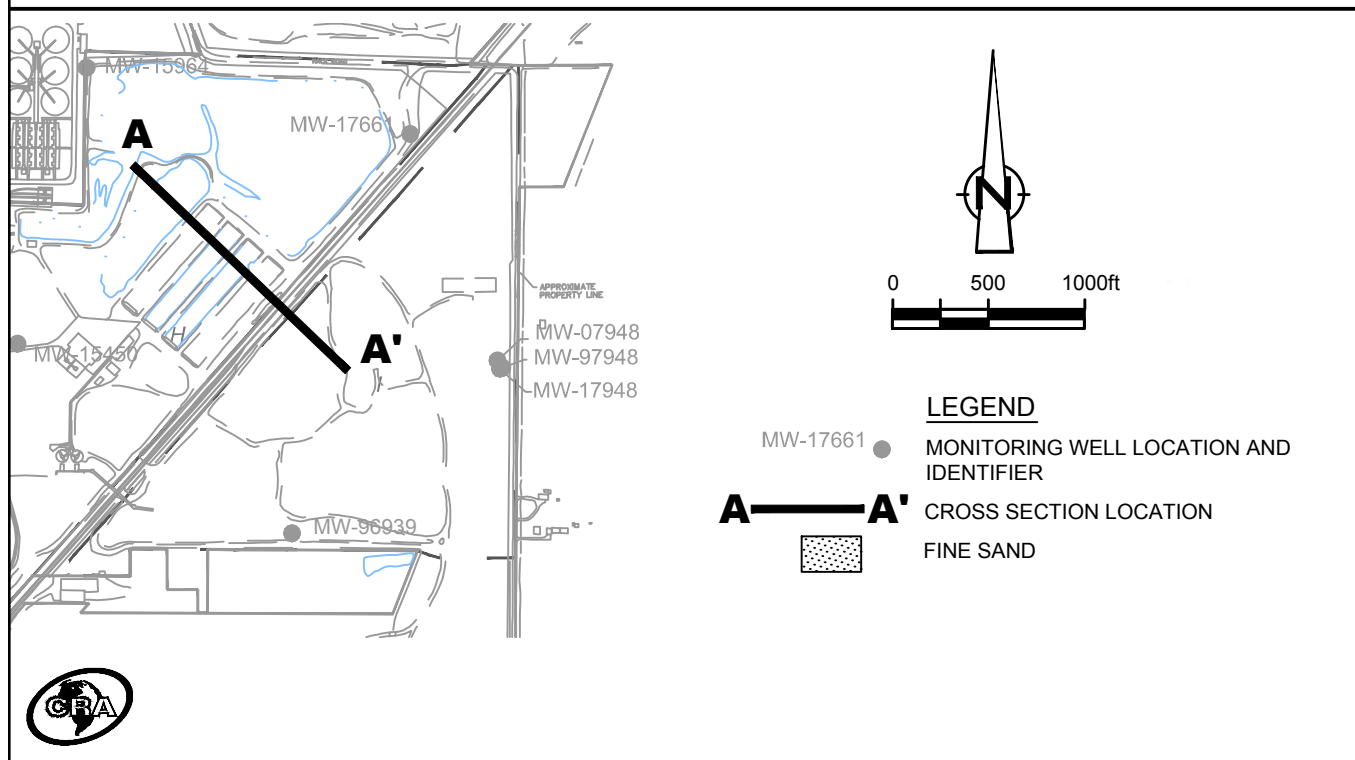 MW-15964
MW-17661
A
A'
APPROXIMATE
PROPERTY LINE
MW-07948
MW-97948
MW-17948
MW-15450
H
MW-96939
CRA
N
0 500 1000ft
LEGEND
MW-17661
MONITORING WELL LOCATION AND
IDENTIFIER
A A' CROSS SECTION LOCATION
FINE SAND